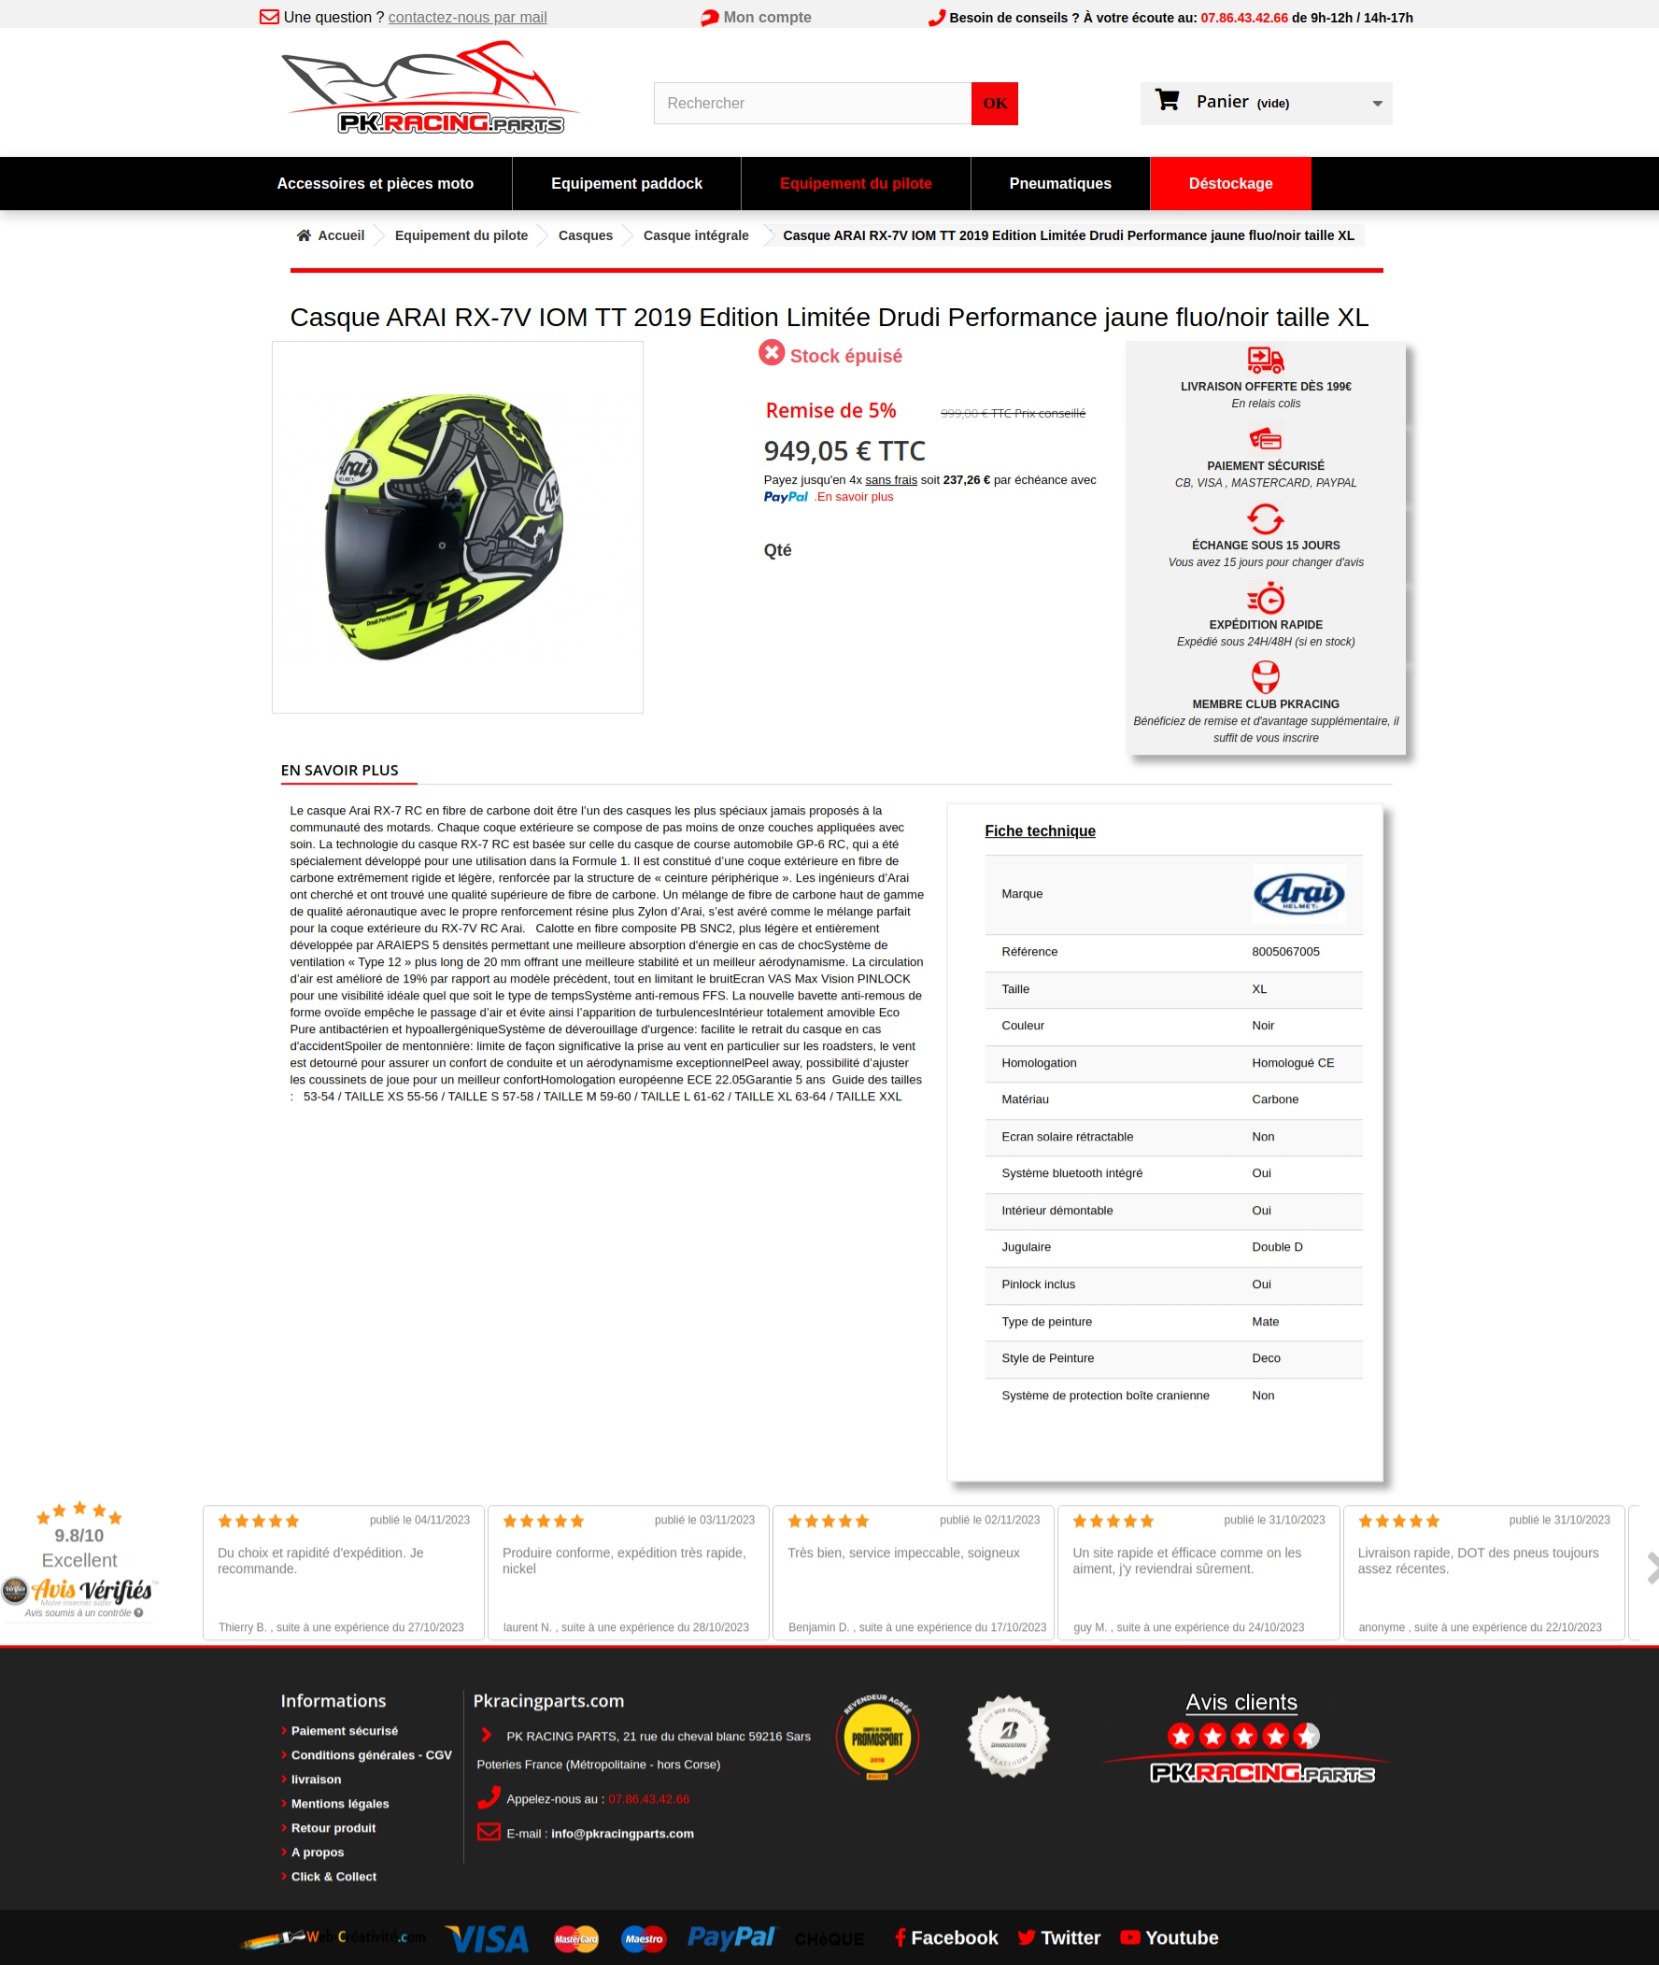 Une question ? contactez-nous par mail
Mon compte
Besoin de conseils ? À votre écoute au: 07.86.43.42.66 de 9h-12h / 14h-17h
PK.RACING.PARTS
Rechercher
OK
Panier (vide)
Accessoires et pièces moto
Equipement paddock
Equipement du pilote
Pneumatiques
Déstockage
Accueil
Equipement du pilote
Casques
Casque intégrale
Casque ARAI RX-7V IOM TT 2019 Edition Limitée Drudi Performance jaune fluo/noir taille XL
Casque ARAI RX-7V IOM TT 2019 Edition Limitée Drudi Performance jaune fluo/noir taille XL
Arai
HELMET
Arai
TT
Drudi Performance
Stock épuisé
Remise de 5%
999,00 € TTC Prix conseillé
949,05 € TTC
Payez jusqu'en 4x sans frais soit 237,26 € par échéance avec
PayPal .En savoir plus
Qté
LIVRAISON OFFERTE DÈS 199€
En relais colis
PAIEMENT SÉCURISÉ
CB, VISA , MASTERCARD, PAYPAL
ÉCHANGE SOUS 15 JOURS
Vous avez 15 jours pour changer d'avis
EXPÉDITION RAPIDE
Expédié sous 24H/48H (si en stock)
MEMBRE CLUB PKRACING
Bénéficiez de remise et d'avantage supplémentaire, il
suffit de vous inscrire
EN SAVOIR PLUS
Le casque Arai RX-7 RC en fibre de carbone doit être l'un des casques les plus spéciaux jamais proposés à la
communauté des motards. Chaque coque extérieure se compose de pas moins de onze couches appliquées avec
soin. La technologie du casque RX-7 RC est basée sur celle du casque de course automobile GP-6 RC, qui a été
spécialement développé pour une utilisation dans la Formule 1. Il est constitué d'une coque extérieure en fibre de
carbone extrêmement rigide et légère, renforcée par la structure de « ceinture périphérique ». Les ingénieurs d'Arai
ont cherché et ont trouvé une qualité supérieure de fibre de carbone. Un mélange de fibre de carbone haut de gamme
de qualité aéronautique avec le propre renforcement résine plus Zylon d'Arai, s'est avéré comme le mélange parfait
pour la coque extérieure du RX-7V RC Arai. Calotte en fibre composite PB SNC2, plus légère et entièrement
développée par ARAIEPS 5 densités permettant une meilleure absorption d'énergie en cas de chocSystème de
ventilation « Type 12 » plus long de 20 mm offrant une meilleure stabilité et un meilleur aérodynamisme. La circulation
d'air est amélioré de 19% par rapport au modèle précèdent, tout en limitant le bruitEcran VAS Max Vision PINLOCK
pour une visibilité idéale quel que soit le type de tempsSystème anti-remous FFS. La nouvelle bavette anti-remous de
forme ovoïde empêche le passage d'air et évite ainsi l'apparition de turbulencesIntérieur totalement amovible Eco
Pure antibactérien et hypoallergéniqueSystème de déverouillage d'urgence: facilite le retrait du casque en cas
d'accidentSpoiler de mentonnière: limite de façon significative la prise au vent en particulier sur les roadsters, le vent
est detourné pour assurer un confort de conduite et un aérodynamisme exceptionnelPeel away, possibilité d'ajuster
les coussinets de joue pour un meilleur confortHomologation européenne ECE 22.05Garantie 5 ans Guide des tailles
: 53-54 / TAILLE XS 55-56 / TAILLE S 57-58 / TAILLE M 59-60 / TAILLE L 61-62 / TAILLE XL 63-64 / TAILLE XXL
Fiche technique
Marque
Arai
HELMET
Référence 8005067005
Taille XL
Couleur Noir
Homologation Homologué CE
Matériau Carbone
Ecran solaire rétractable Non
Système bluetooth intégré Oui
Intérieur démontable Oui
Jugulaire Double D
Pinlock inclus Oui
Type de peinture Mate
Style de Peinture Deco
Système de protection boîte cranienne Non
9.8/10
Excellent
Avis Vérifiés
Avis soumis à un contrôle
publié le 04/11/2023
Du choix et rapidité d'expédition. Je
recommande.
Thierry B. , suite à une expérience du 27/10/2023
publié le 03/11/2023
Produire conforme, expédition très rapide,
nickel
laurent N. , suite à une expérience du 28/10/2023
publié le 02/11/2023
Très bien, service impeccable, soigneux
Benjamin D. , suite à une expérience du 17/10/2023
publié le 31/10/2023
Un site rapide et éfficace comme on les
aiment, j'y reviendrai sûrement.
guy M. , suite à une expérience du 24/10/2023
publié le 31/10/2023
Livraison rapide, DOT des pneus toujours
assez récentes.
anonyme , suite à une expérience du 22/10/2023
Informations
Paiement sécurisé
Conditions générales - CGV
livraison
Mentions légales
Retour produit
A propos
Click & Collect
Pkracingparts.com
PK RACING PARTS, 21 rue du cheval blanc 59216 Sars
Poteries France (Métropolitaine - hors Corse)
Appelez-nous au : 07.86.43.42.66
E-mail : info@pkracingparts.com
REVENDEUR AGRÉÉ
COUPES DE FRANCE
PROMOSPORT
2018
SITE WEB APPROUVÉ
BRIDGESTONE
PLATINUM
Avis clients
PK.RACING.PARTS
Web-Créativité.com
VISA
MasterCard
Maestro
PayPal
CHèQUE
Facebook
Twitter
Youtube